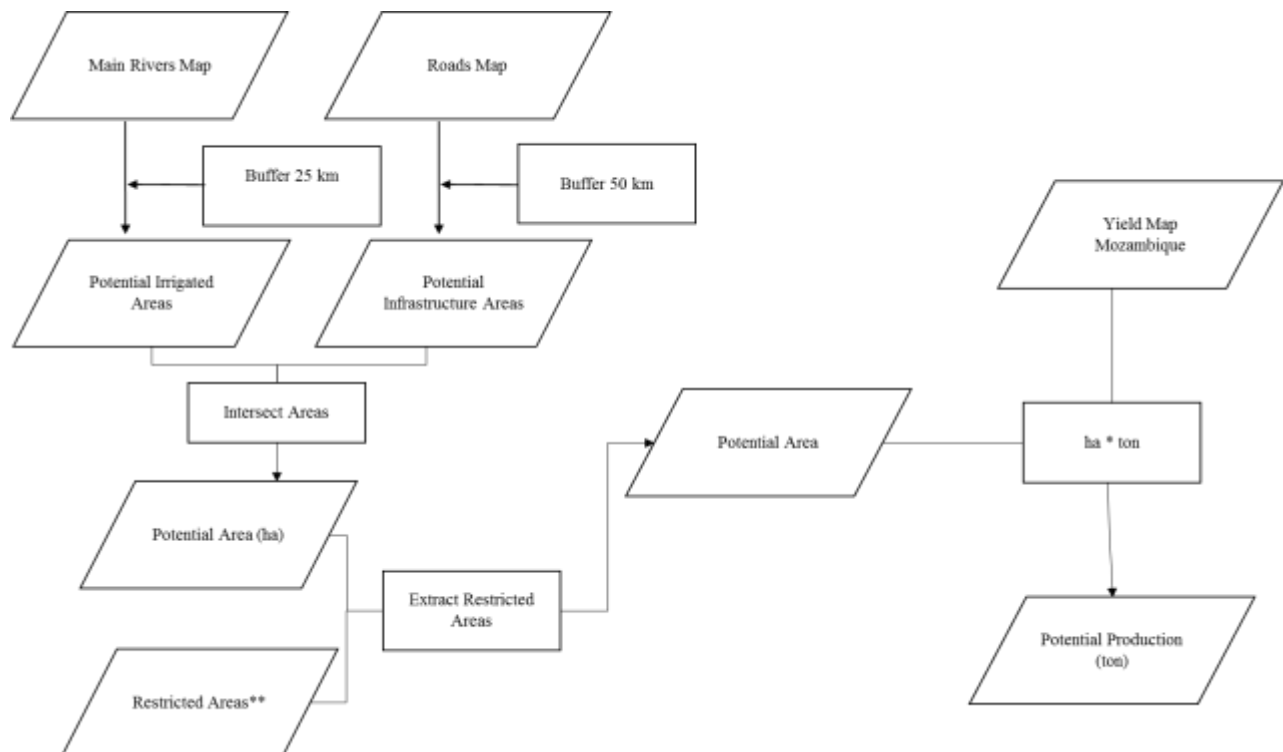 Main Rivers Map
Roads Map
Buffer 25 km
Buffer 50 km
Yield Map
Mozambique
Potential Irrigated
Areas
Potential
Infrastructure Areas
Intersect Areas
Potential Area
ha * ton
Potential Area (ha)
Extract Restricted
Areas
Potential Production
(ton)
Restricted Areas**